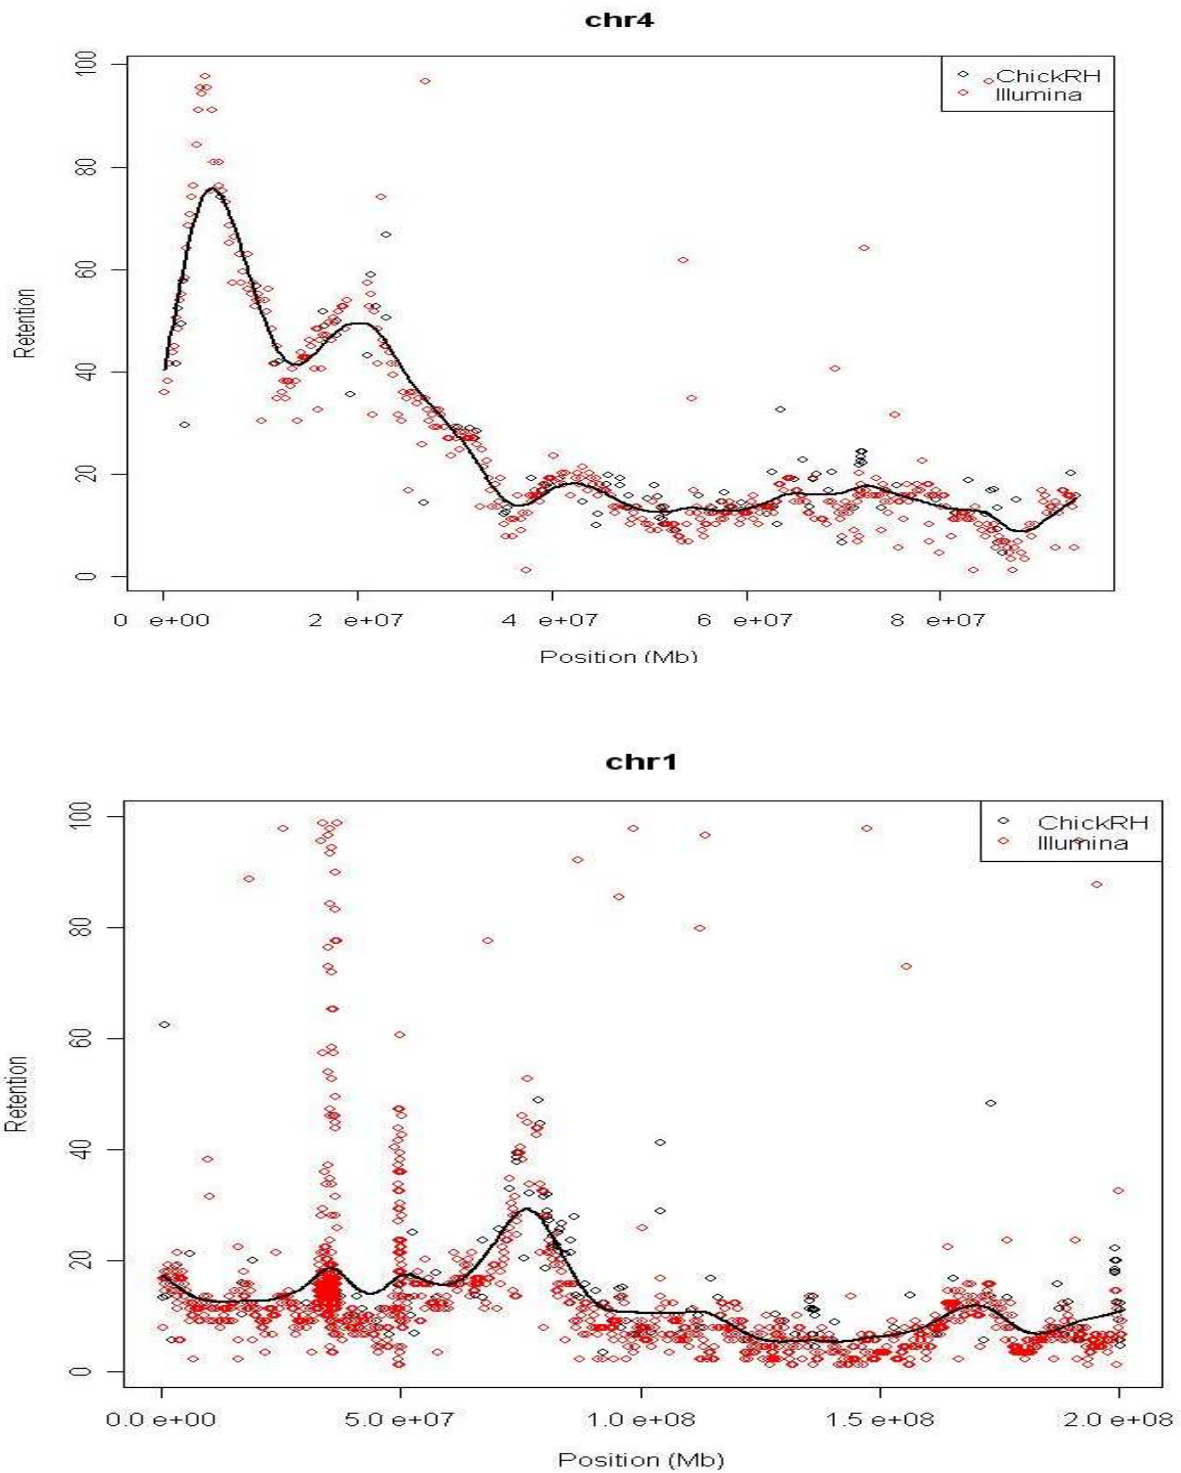 chr4
ChickRH
Illumina
100
80
60
40
20
0
Retention
0 e+00 2 e+07 4 e+07 6 e+07 8 e+07
Position (Mb)
chr1
ChickRH
Illumina
100
80
60
40
20
0
Retention
0.0 e+00 5.0 e+07 1.0 e+08 1.5 e+08 2.0 e+08
Position (Mb)